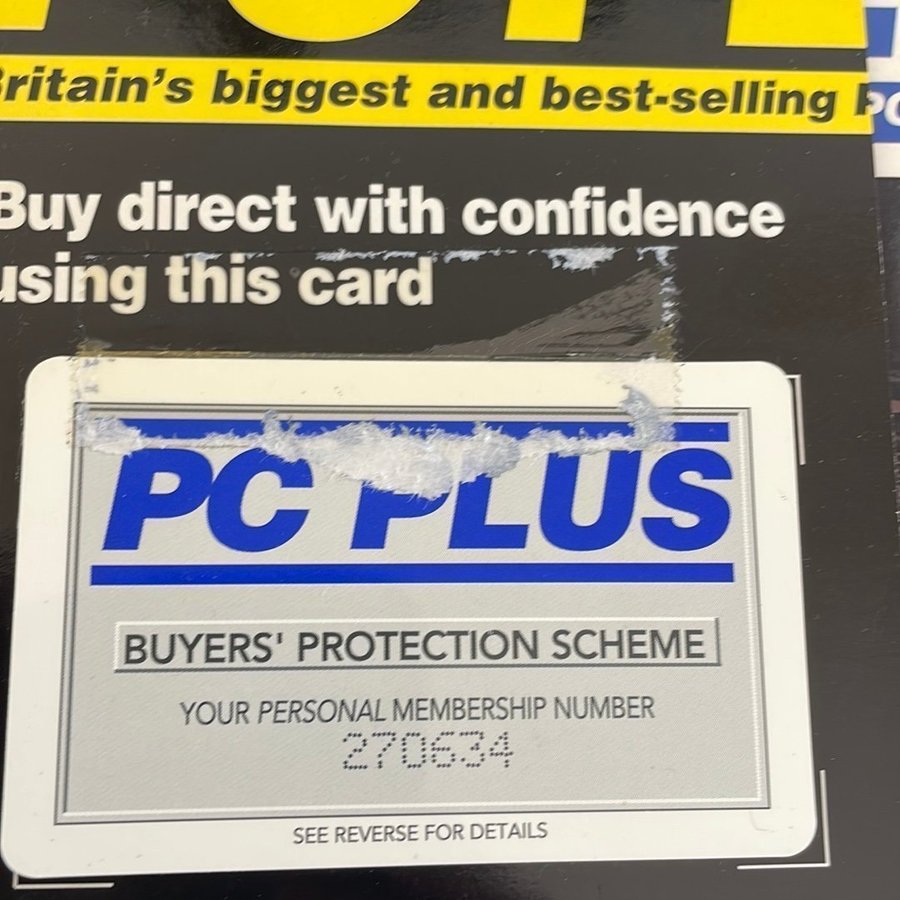 Britain's biggest and best-selling PC
Buy direct with confidence
using this card
PC PLUS
BUYERS' PROTECTION SCHEME
YOUR PERSONAL MEMBERSHIP NUMBER
270634
SEE REVERSE FOR DETAILS